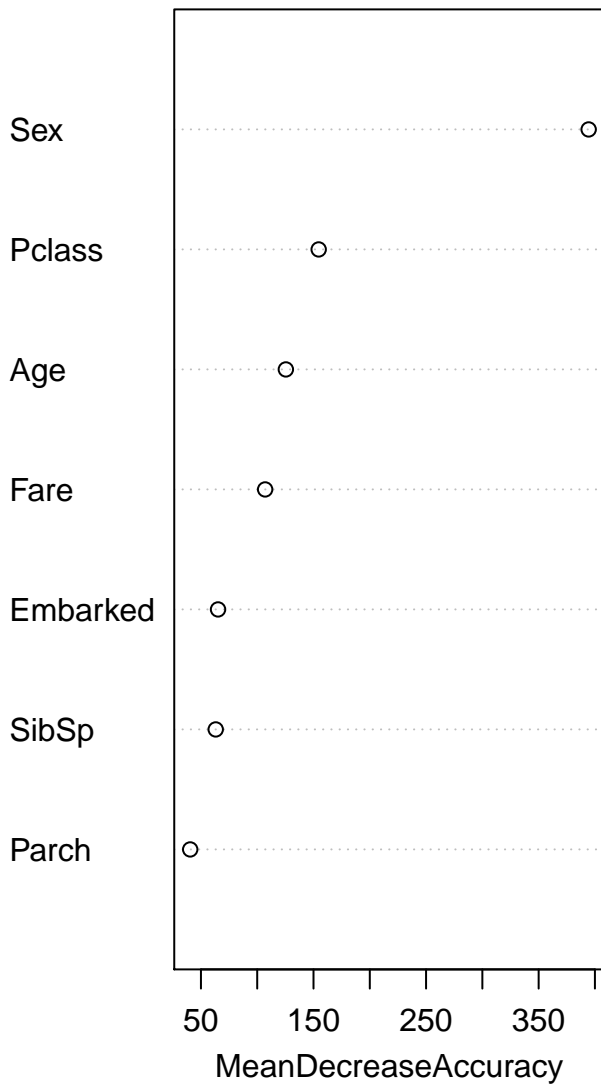 Sex
Pclass
Age
Fare
Embarked
SibSp
Parch
50 150 250 350
MeanDecreaseAccuracy